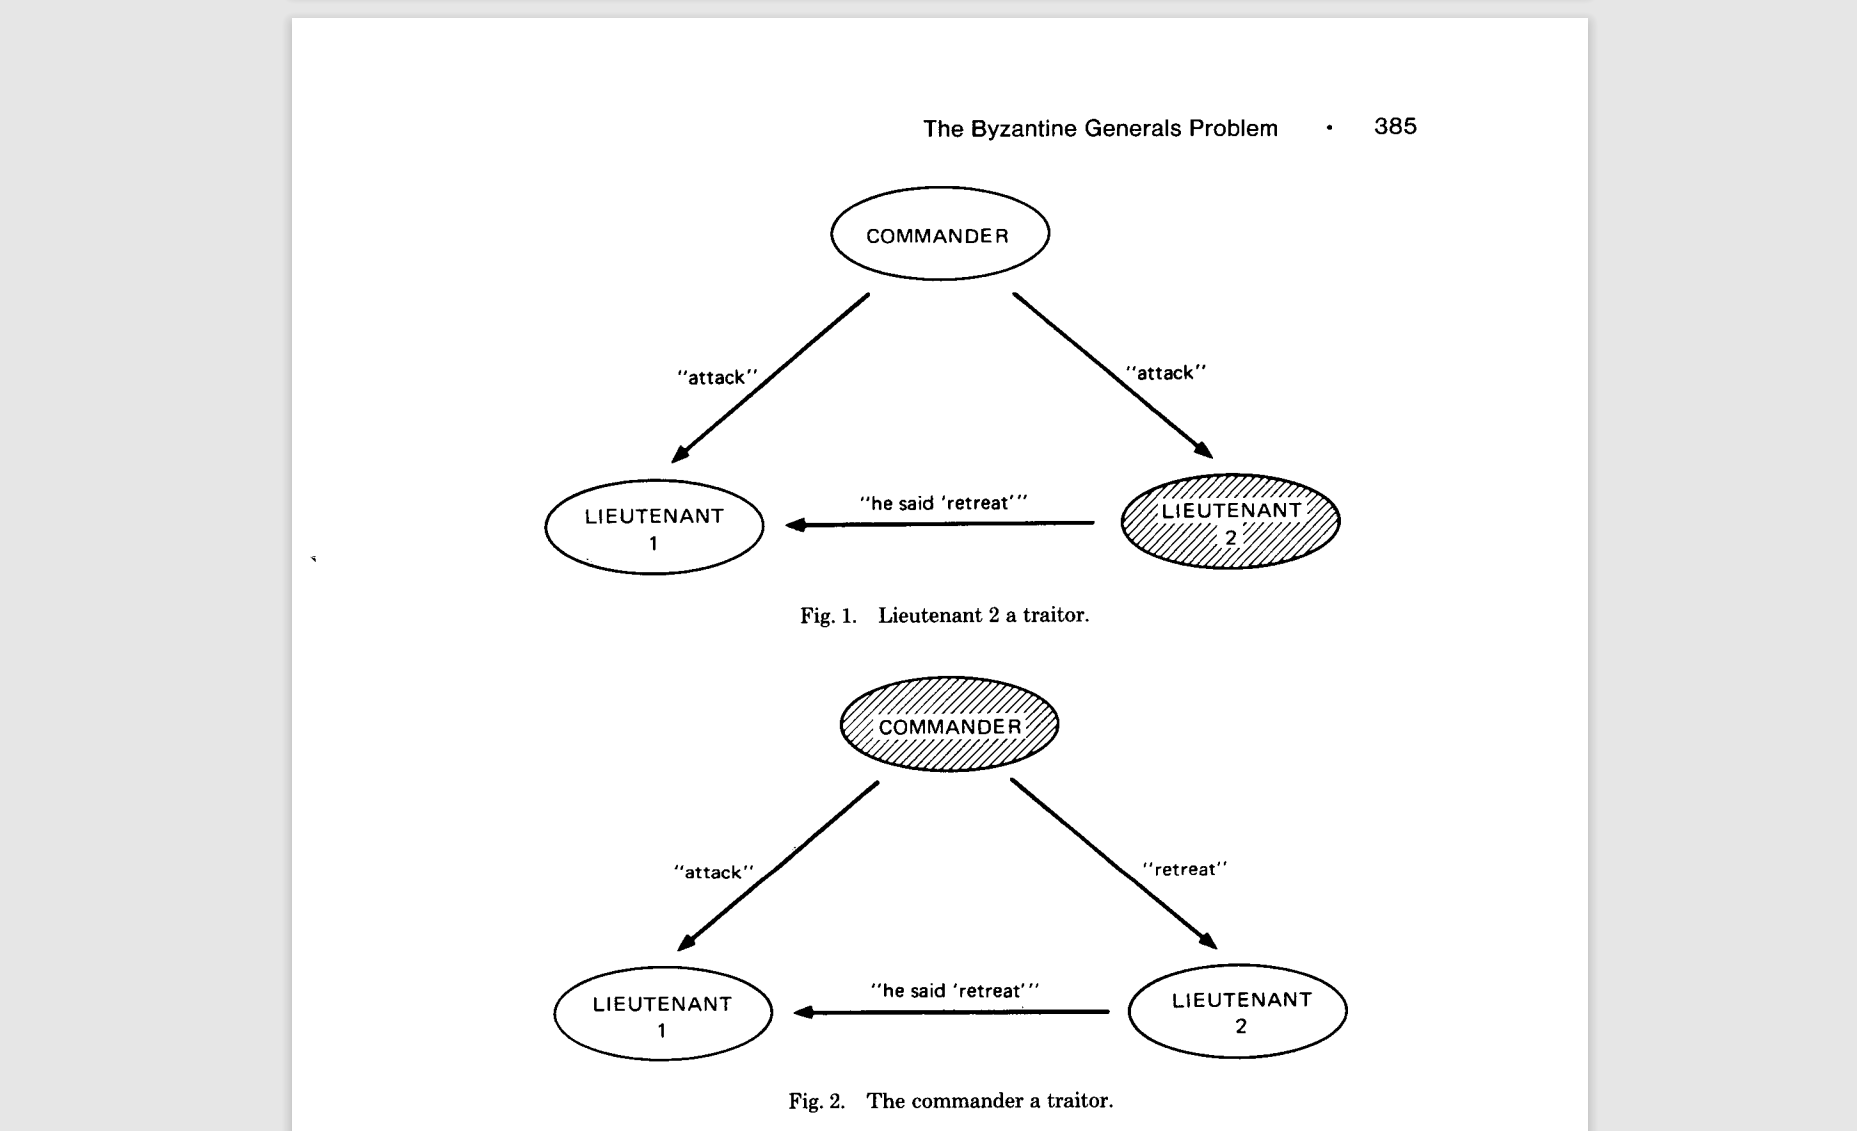 The Byzantine Generals Problem · 385
COMMANDER
"attack"
"attack"
"he said 'retreat'"
LIEUTENANT
1
LIEUTENANT
2
Fig. 1. Lieutenant 2 a traitor.
COMMANDER
"attack"
"retreat"
"he said 'retreat'"
LIEUTENANT
1
LIEUTENANT
2
Fig. 2. The commander a traitor.